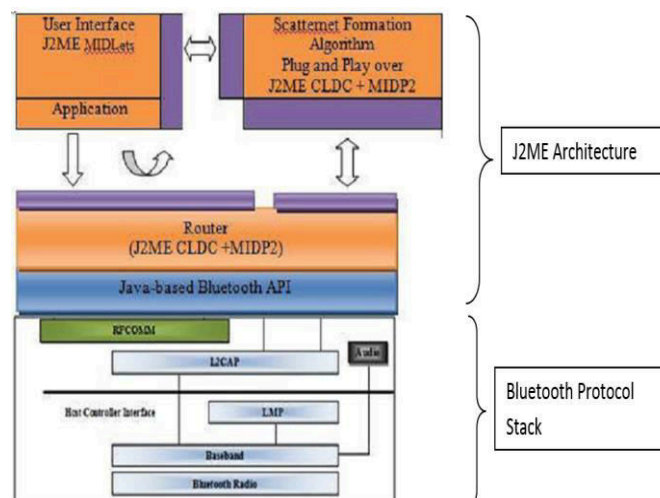 User Interface
J2ME MIDLets
Application
Scatternet Formation
Algorithm
Plug and Play over
J2ME CLDC + MIDP2
J2ME Architecture
Router
(J2ME CLDC +MIDP2)
Java-based Bluetooth API
RFCOMM
L2CAP
Audio
Host Controller Interface
LMP
Baseband
Bluetooth Radio
Bluetooth Protocol
Stack